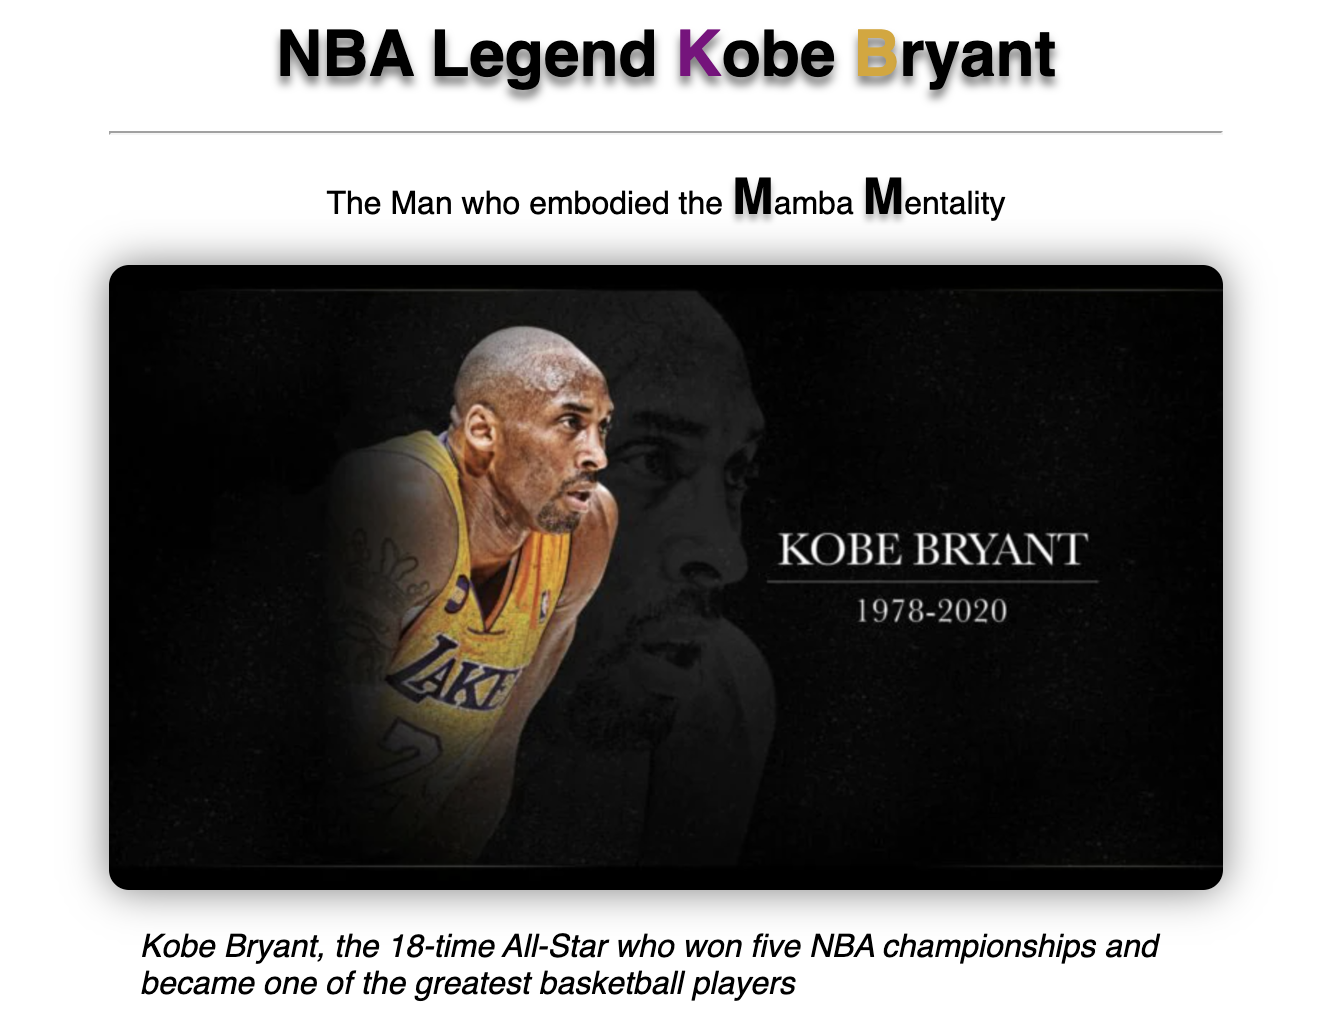 NBA Legend Kobe Bryant
The Man who embodied the Mamba Mentality
KOBE BRYANT
1978-2020
LAKE
Kobe Bryant, the 18-time All-Star who won five NBA championships and
became one of the greatest basketball players